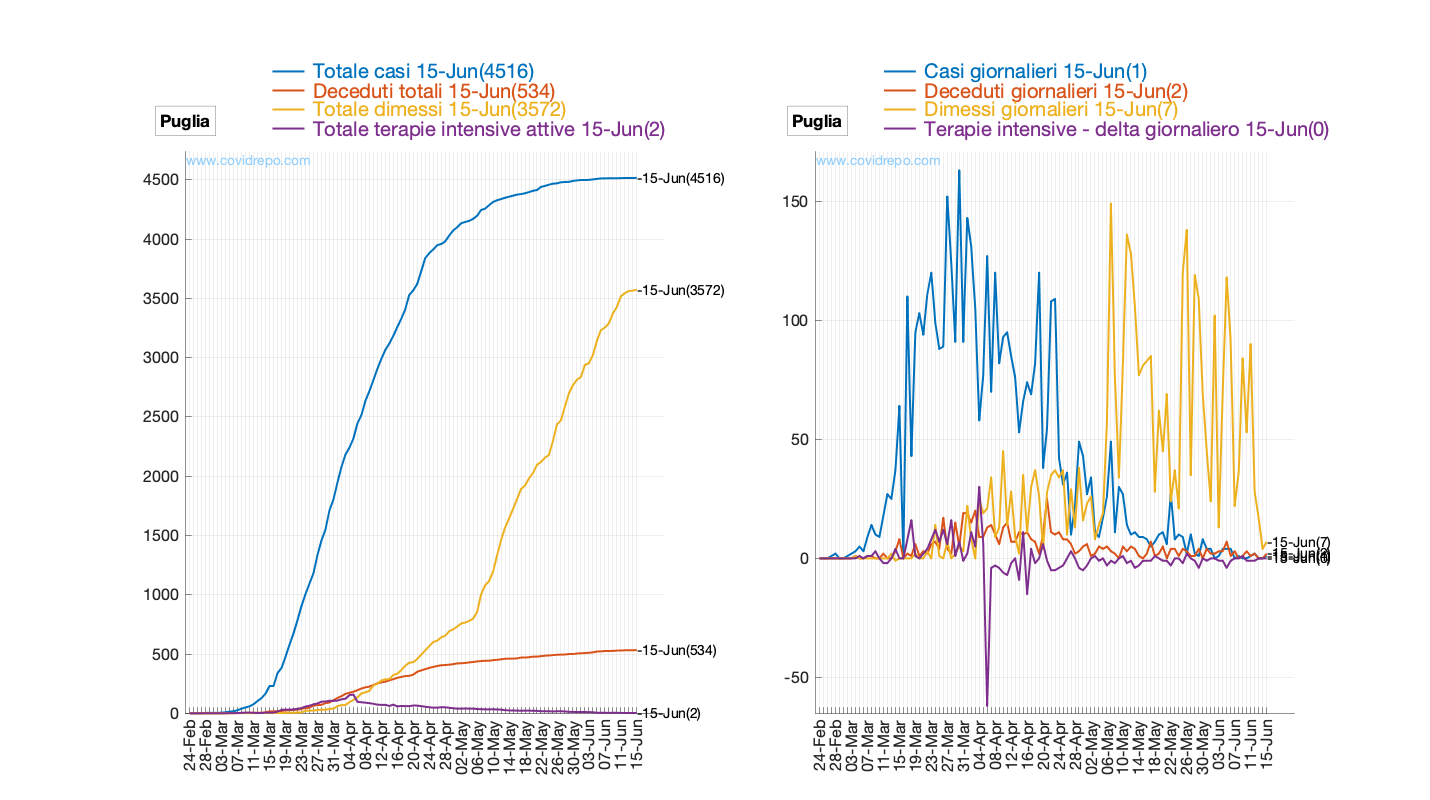 Totale casi 15-Jun(4516)
Deceduti totali 15-Jun(534)
Totale dimessi 15-Jun(3572)
Totale terapie intensive attive 15-Jun(2)
Puglia
www.covidrepo.com
4500
4000
3500
3000
2500
2000
1500
1000
500
0
-15-Jun(4516)
-15-Jun(3572)
-15-Jun(534)
-15-Jun(2)
24-Feb
28-Feb
03-Mar
07-Mar
11-Mar
15-Mar
19-Mar
23-Mar
27-Mar
31-Mar
04-Apr
08-Apr
12-Apr
16-Apr
20-Apr
24-Apr
28-Apr
02-May
06-May
10-May
14-May
18-May
22-May
26-May
30-May
03-Jun
07-Jun
11-Jun
15-Jun
Casi giornalieri 15-Jun(1)
Deceduti giornalieri 15-Jun(2)
Dimessi giornalieri 15-Jun(7)
Terapie intensive - delta giornaliero 15-Jun(0)
Puglia
www.covidrepo.com
150
100
50
0
-50
-15-Jun(7)
24-Feb
28-Feb
03-Mar
07-Mar
11-Mar
15-Mar
19-Mar
23-Mar
27-Mar
31-Mar
04-Apr
08-Apr
12-Apr
16-Apr
20-Apr
24-Apr
28-Apr
02-May
06-May
10-May
14-May
18-May
22-May
26-May
30-May
03-Jun
07-Jun
11-Jun
15-Jun